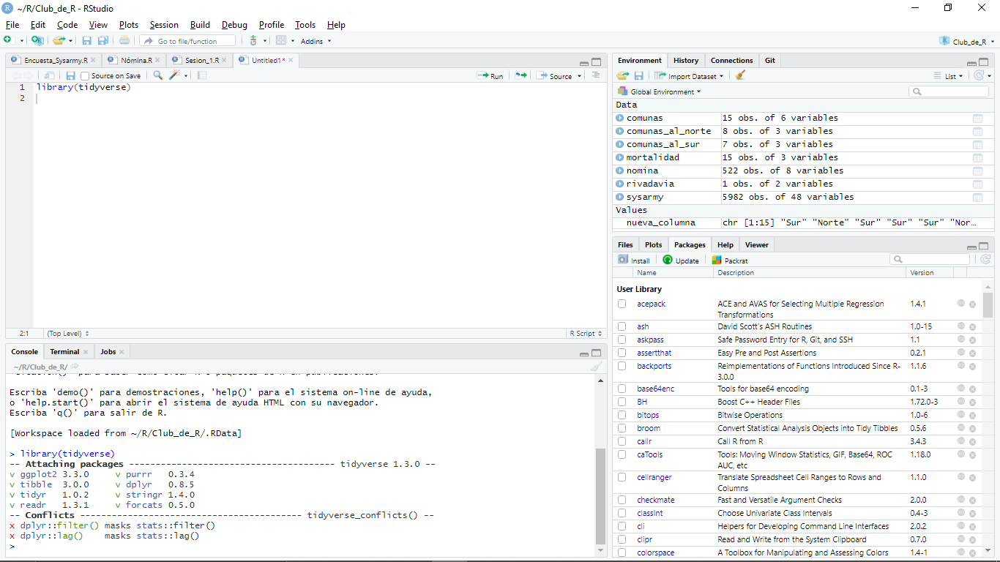 ~/R/Club_de_R - RStudio
File Edit Code View Plots Session Build Debug Profile Tools Help
Go to file/function
Addins
Club_de_R
Encuesta_Sysarmy.R
Nómina.R
Sesion_1.R
Untitled1*
Source on Save
Run
Source
1 library(tidyverse)
2
2:1 (Top Level)
R Script
Console Terminal Jobs
~/R/Club_de_R/
Escriba 'demo()' para demostraciones, 'help()' para el sistema on-line de ayuda,
o 'help.start()' para abrir el sistema de ayuda HTML con su navegador.
Escriba 'q()' para salir de R.
[Workspace loaded from ~/R/Club_de_R/.RData]
> library(tidyverse)
-- Attaching packages --------------------------------------- tidyverse 1.3.0 --
v ggplot2 3.3.0 v purrr 0.3.4
v tibble 3.0.0 v dplyr 0.8.5
v tidyr 1.0.2 v stringr 1.4.0
v readr 1.3.1 v forcats 0.5.0
-- Conflicts ------------------------------------------ tidyverse_conflicts() --
x dplyr::filter() masks stats::filter()
x dplyr::lag() masks stats::lag()
>
Environment History Connections Git
Import Dataset
List
Global Environment
Data
comunas 15 obs. of 6 variables
comunas_al_norte 8 obs. of 3 variables
comunas_al_sur 7 obs. of 3 variables
mortalidad 15 obs. of 3 variables
nomina 522 obs. of 8 variables
rivadavia 1 obs. of 2 variables
sysarmy 5982 obs. of 48 variables
Values
nueva_columna chr [1:15] "Sur" "Norte" "Sur" "Sur" "Sur" "Nor…
Files Plots Packages Help Viewer
Install Update Packrat
Name Description Version
User Library
acepack ACE and AVAS for Selecting Multiple Regression 1.4.1
Transformations
ash David Scott's ASH Routines 1.0-15
askpass Safe Password Entry for R, Git, and SSH 1.1
assertthat Easy Pre and Post Assertions 0.2.1
backports Reimplementations of Functions Introduced Since R- 1.1.6
3.0.0
base64enc Tools for base64 encoding 0.1-3
BH Boost C++ Header Files 1.72.0-3
bitops Bitwise Operations 1.0-6
broom Convert Statistical Analysis Objects into Tidy Tibbles 0.5.6
callr Call R from R 3.4.3
caTools Tools: Moving Window Statistics, GIF, Base64, ROC 1.18.0
AUC, etc
cellranger Translate Spreadsheet Cell Ranges to Rows and 1.1.0
Columns
checkmate Fast and Versatile Argument Checks 2.0.0
classInt Choose Univariate Class Intervals 0.4-3
cli Helpers for Developing Command Line Interfaces 2.0.2
clipr Read and Write from the System Clipboard 0.7.0
colorspace A Toolbox for Manipulating and Assessing Colors 1.4-1